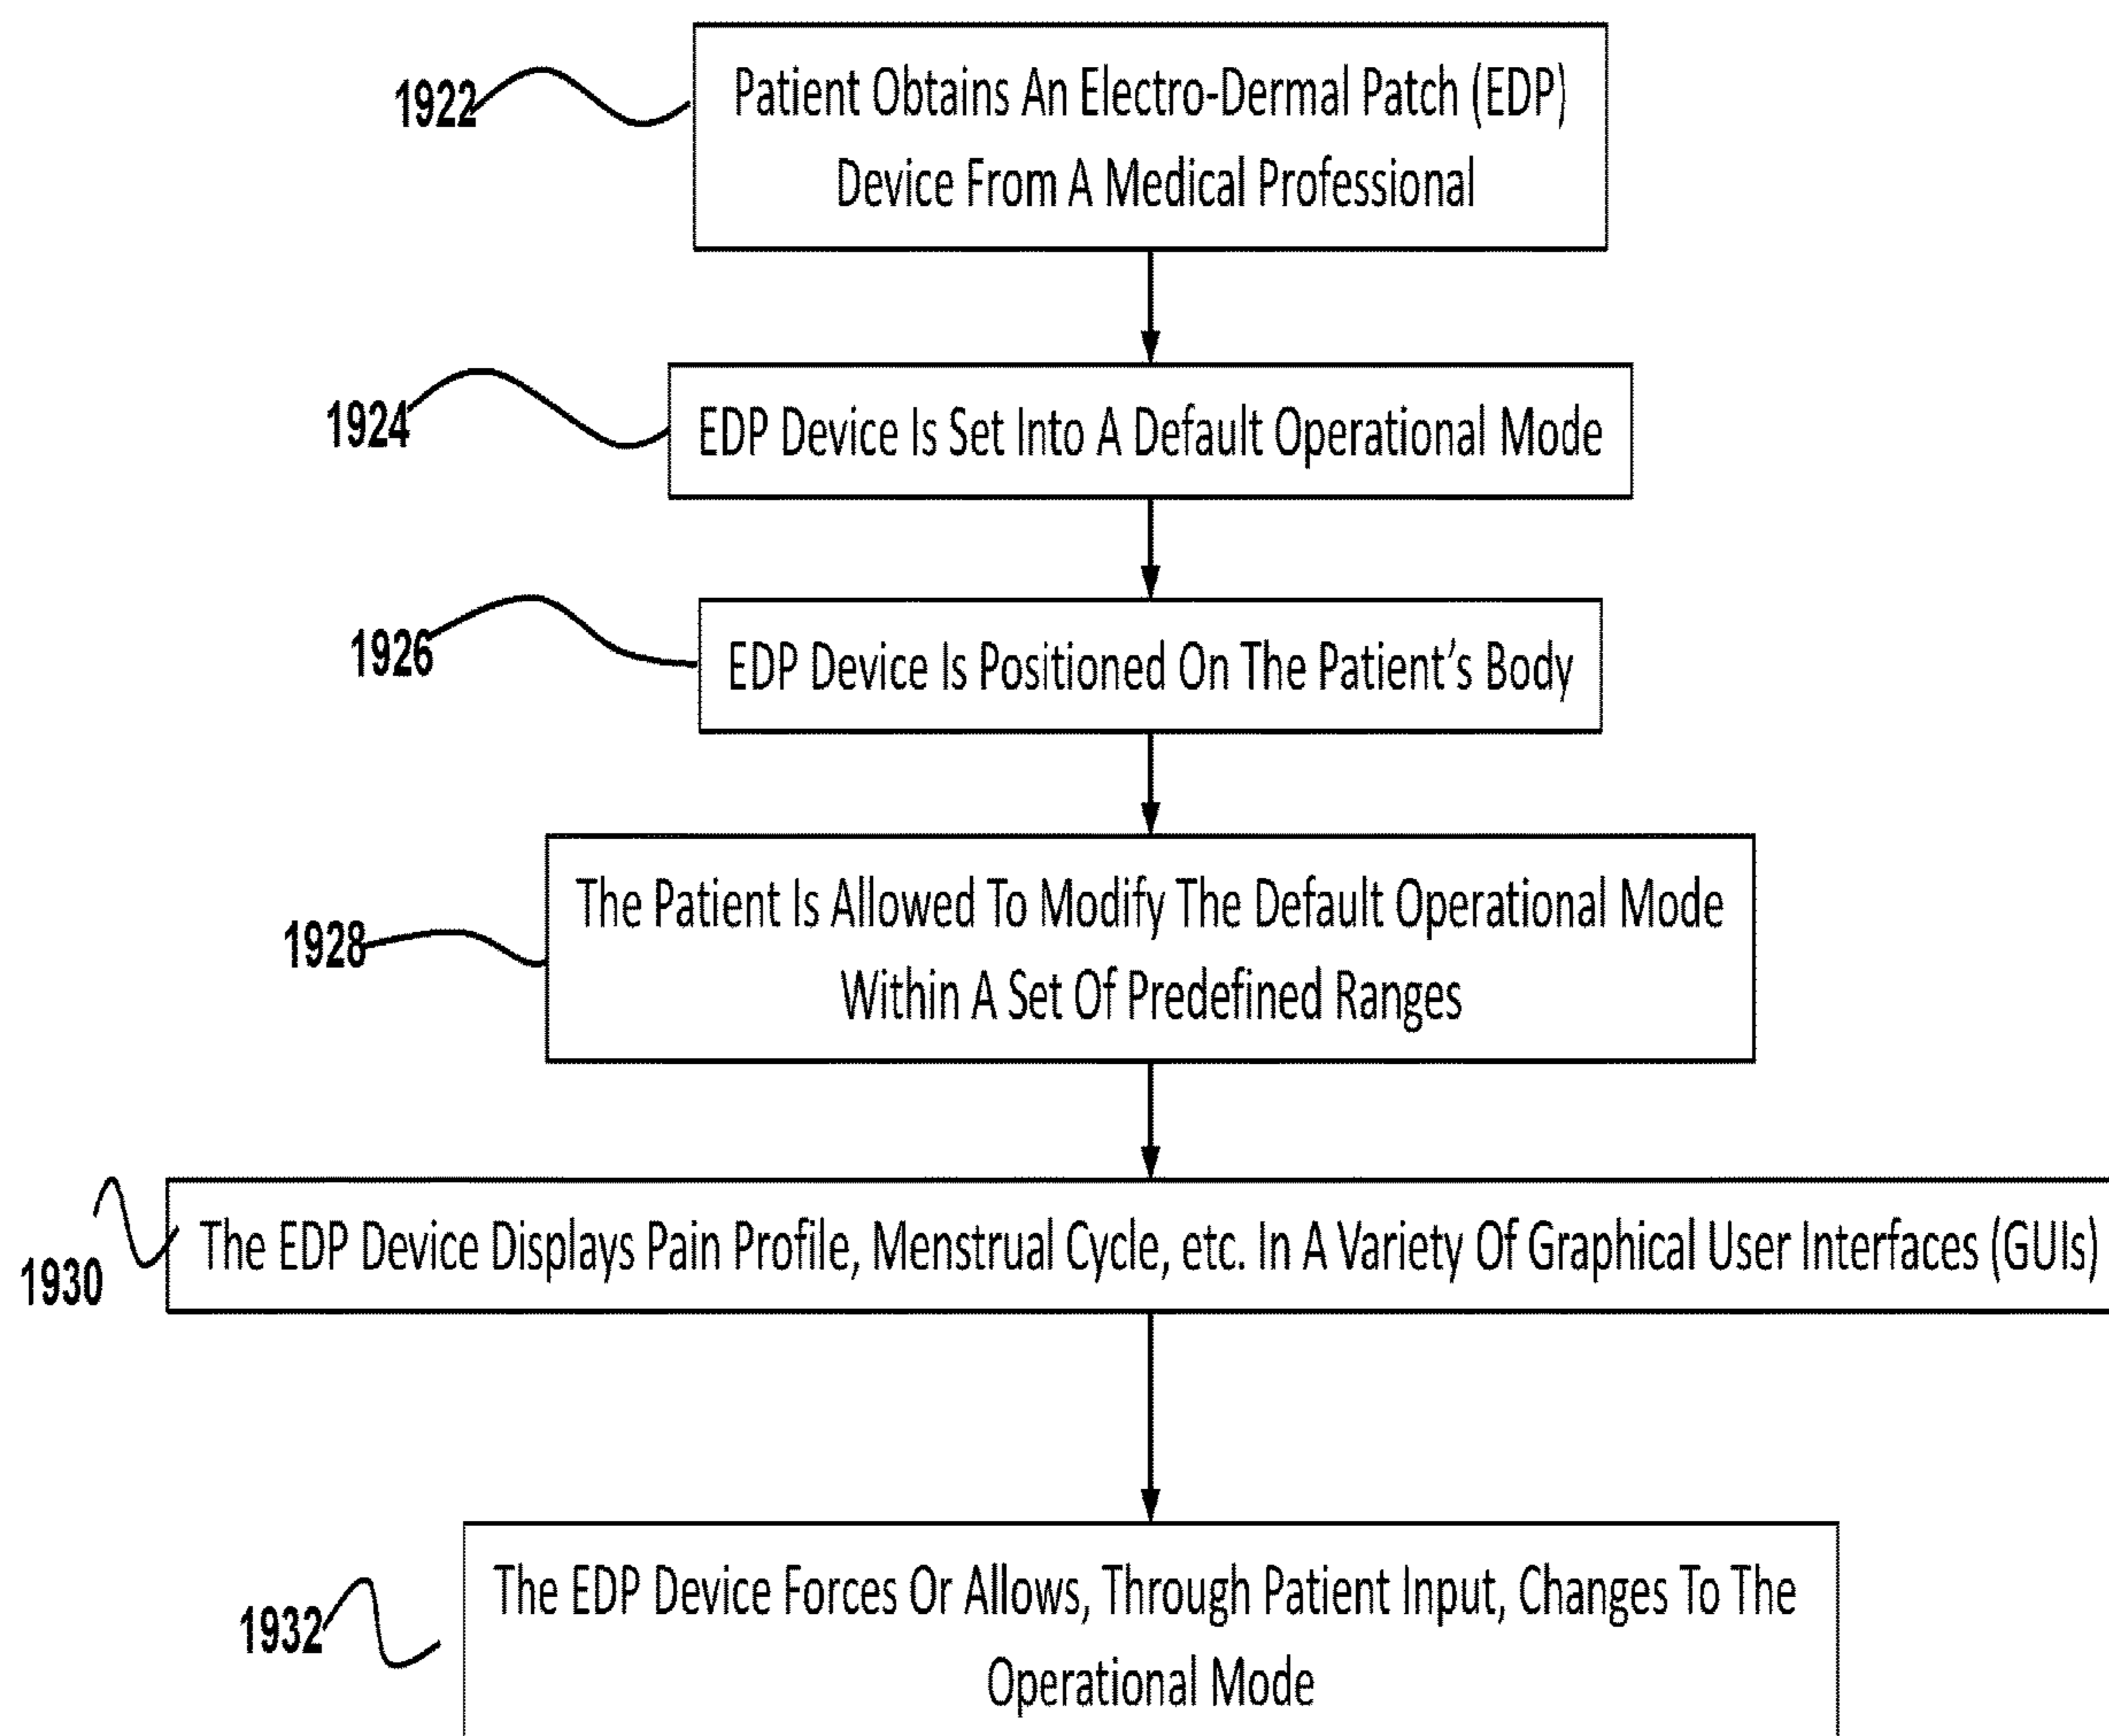 1922
Patient Obtains An Electro-Dermal Patch (EDP)
Device From A Medical Professional
1924
EDP Device Is Set Into A Default Operational Mode
1926
EDP Device Is Positioned On The Patient’s Body
1928
The Patient Is Allowed To Modify The Default Operational Mode
Within A Set Of Predefined Ranges
1930
The EDP Device Displays Pain Profile, Menstrual Cycle, etc. In A Variety Of Graphical User Interfaces (GUIs)
1932
The EDP Device Forces Or Allows, Through Patient Input, Changes To The
Operational Mode